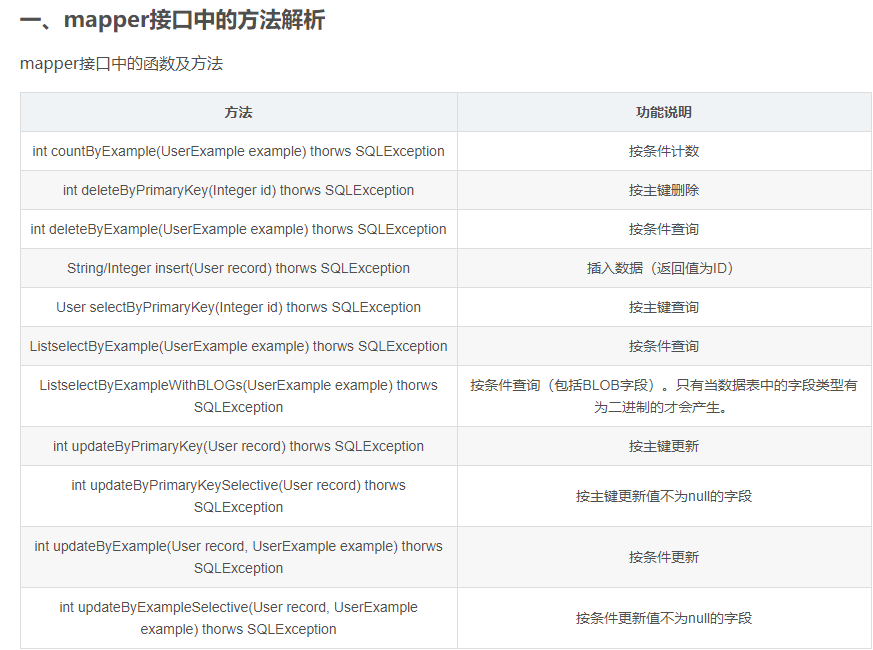 一、mapper接口中的方法解析
mapper接口中的函数及方法
方法 功能说明
int countByExample(UserExample example) thorws SQLException 按条件计数
int deleteByPrimaryKey(Integer id) thorws SQLException 按主键删除
int deleteByExample(UserExample example) thorws SQLException 按条件查询
String/Integer insert(User record) thorws SQLException 插入数据（返回值为ID）
User selectByPrimaryKey(Integer id) thorws SQLException 按主键查询
ListselectByExample(UserExample example) thorws SQLException 按条件查询
ListselectByExampleWithBLOGs(UserExample example) thorws
SQLException
按条件查询（包括BLOB字段）。只有当数据表中的字段类型有
为二进制的才会产生。
int updateByPrimaryKey(User record) thorws SQLException 按主键更新
int updateByPrimaryKeySelective(User record) thorws
SQLException
按主键更新值不为null的字段
int updateByExample(User record, UserExample example) thorws
SQLException
按条件更新
int updateByExampleSelective(User record, UserExample
example) thorws SQLException
按条件更新值不为null的字段